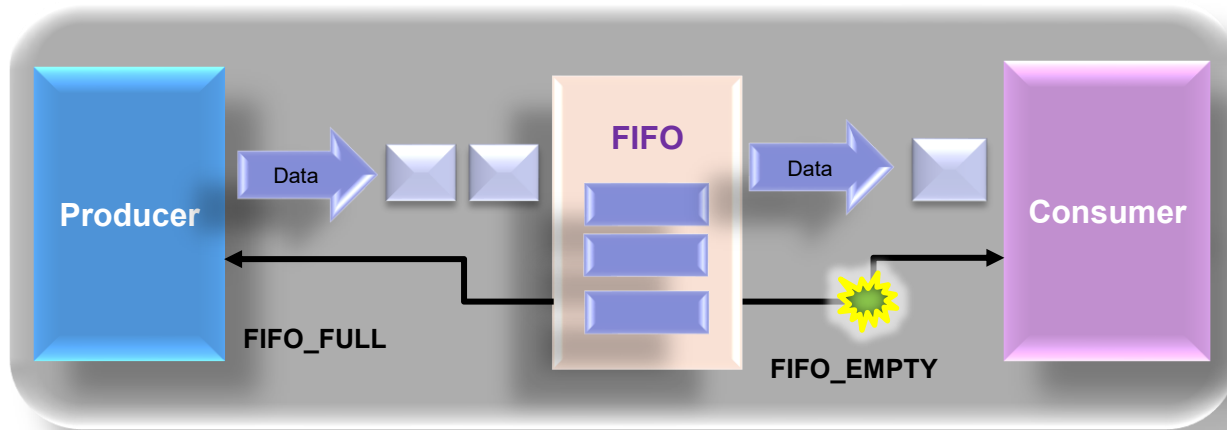 Producer
Data
FIFO
Data
Consumer
FIFO_FULL
FIFO_EMPTY